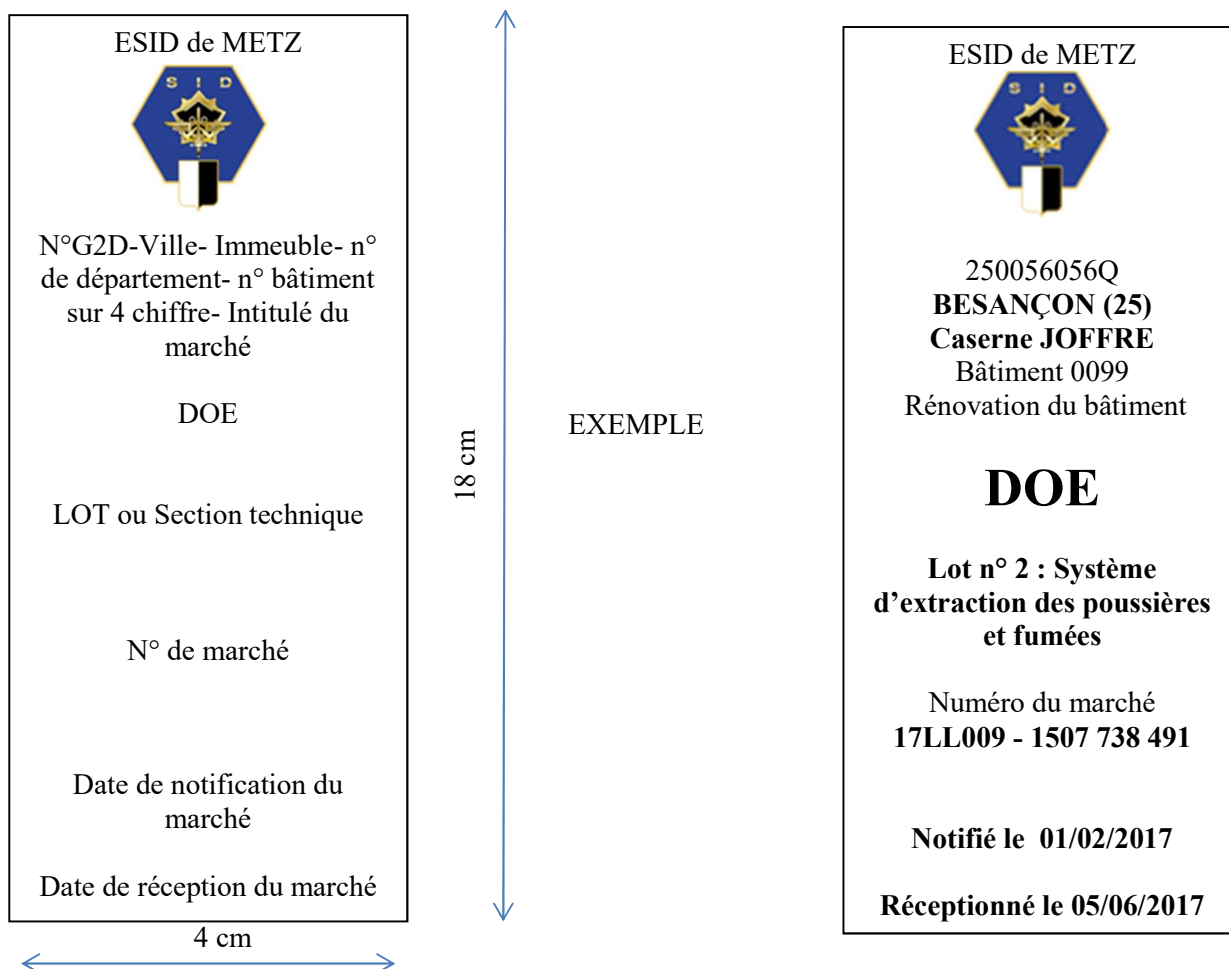 ESID de METZ
S I D
N°G2D-Ville- Immeuble- n°
de département- n° bâtiment
sur 4 chiffre- Intitulé du
marché
DOE
LOT ou Section technique
N° de marché
Date de notification du
marché
Date de réception du marché
4 cm
18 cm
EXEMPLE
ESID de METZ
S I D
250056056Q
BESANÇON (25)
Caserne JOFFRE
Bâtiment 0099
Rénovation du bâtiment
DOE
Lot n° 2 : Système
d’extraction des poussières
et fumées
Numéro du marché
17LL009 - 1507 738 491
Notifié le 01/02/2017
Réceptionné le 05/06/2017